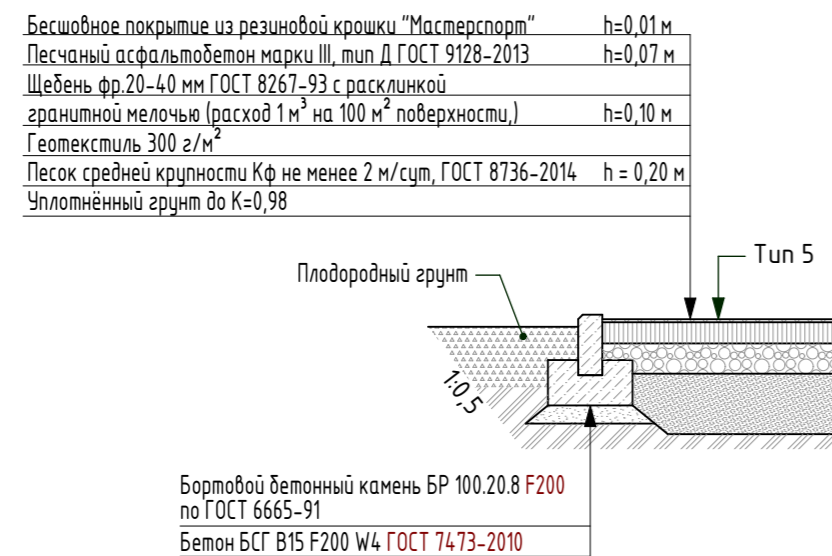 Бесшовное покрытие из резиновой крошки "Мастерспорт" h=0,01 м
Песчаный асфальтобетон марки III, тип Д ГОСТ 9128-2013 h=0,07 м
Щебень фр.20-40 мм ГОСТ 8267-93 с расклинкой
гранитной мелочью (расход 1 м³ на 100 м² поверхности,) h=0,10 м
Геотекстиль 300 г/м²
Песок средней крупности Кф не менее 2 м/сут, ГОСТ 8736-2014 h = 0,20 м
Уплотнённый грунт до К=0,98
Тип 5
Плодородный грунт
1:0,5
Бортовой бетонный камень БР 100.20.8 F200
по ГОСТ 6665-91
Бетон БСГ В15 F200 W4 ГОСТ 7473-2010